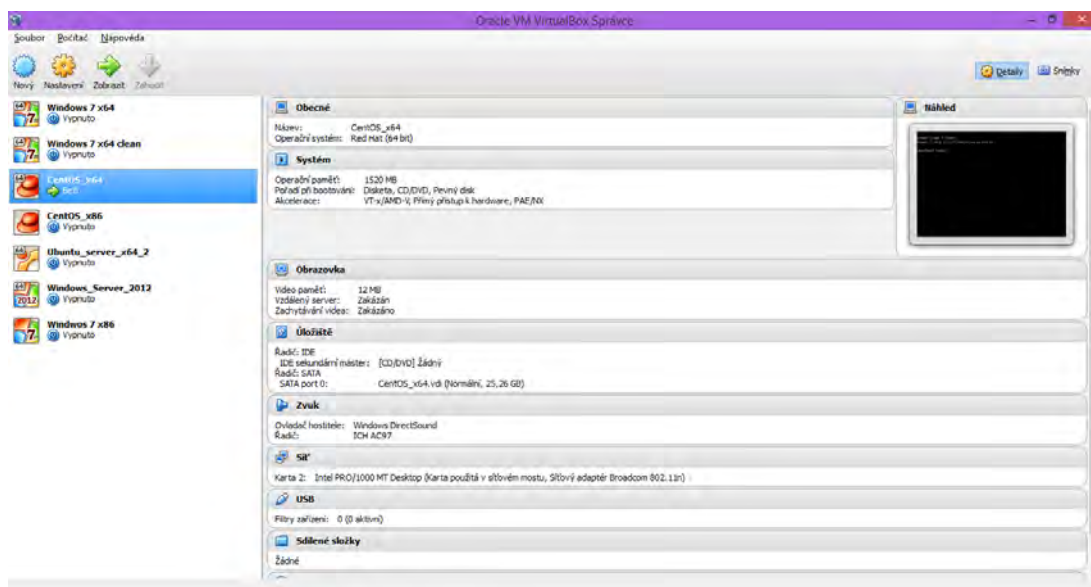 Oracle VM VirtualBox Správce
Soubor Počítač Nápověda
Nový Nastavení Zobrazit Zahodit
Detaily Snímky
Windows 7 x64
Vypnuto
Windows 7 x64 clean
Vypnuto
CentOS_x64
Běží
CentOS_x86
Vypnuto
Ubuntu_server_x64_2
Vypnuto
Windows_Server_2012
Vypnuto
Windwos 7 x86
Vypnuto
Obecné
Název: CentOS_x64
Operační systém: Red Hat (64 bit)
Náhled
Systém
Operační paměť: 1520 MB
Pořadí při bootování: Disketa, CD/DVD, Pevný disk
Akcelerace: VT-x/AMD-V, Přímý přístup k hardware, PAE/NX
Obrazovka
Video paměť: 12 MB
Vzdálený server: Zakázán
Zachytávání videa: Zakázáno
Úložiště
Řadič: IDE
IDE sekundární master: [CD/DVD] Žádný
Řadič: SATA
SATA port 0: CentOS_x64.vdi (Normální, 25,26 GB)
Zvuk
Ovladač hostitele: Windows DirectSound
Řadič: ICH AC97
Síť
Karta 2: Intel PRO/1000 MT Desktop (Karta použitá v síťovém mostu, Síťový adaptér Broadcom 802.11n)
USB
Filtry zařízení: 0 (0 aktivní)
Sdílené složky
Žádné